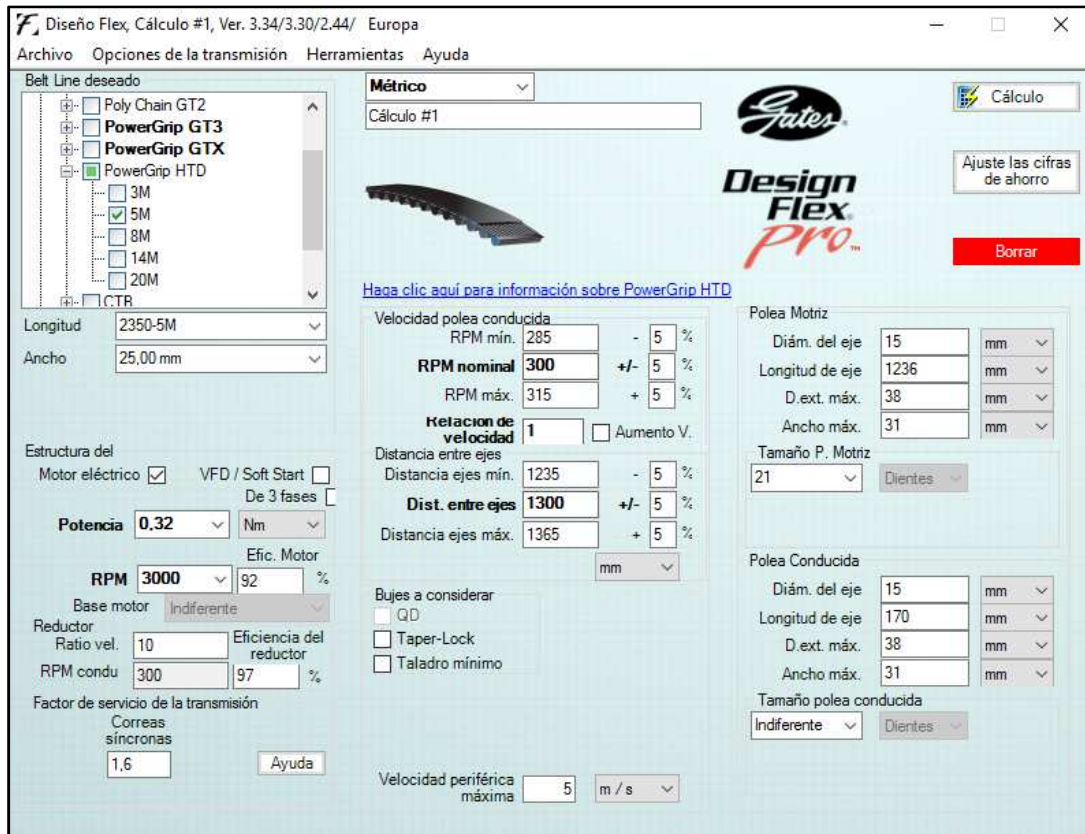 Diseño Flex, Cálculo #1, Ver. 3.34/3.30/2.44/ Europa
Archivo Opciones de la transmisión Herramientas Ayuda
Belt Line deseado
Poly Chain GT2
PowerGrip GT3
PowerGrip GTX
PowerGrip HTD
3M
5M
8M
14M
20M
CTB
Longitud 2350-5M
Ancho 25,00 mm
Estructura del
Motor eléctrico VFD / Soft Start
De 3 fases
Potencia 0,32 Nm
Efic. Motor
RPM 3000 92 %
Base motor Indiferente
Reductor
Ratio vel. 10 Eficiencia del reductor
RPM condu 300 97 %
Factor de servicio de la transmisión
Correas
síncronas
1,6 Ayuda
Métrico
Cálculo #1
Haga clic aquí para información sobre PowerGrip HTD
Velocidad polea conducida
RPM mín. 285 - 5 %
RPM nominal 300 +/- 5 %
RPM máx. 315 + 5 %
Relación de
velocidad 1 Aumento V.
Distancia entre ejes
Distancia ejes mín. 1235 - 5 %
Dist. entre ejes 1300 +/- 5 %
Distancia ejes máx. 1365 + 5 %
mm
Bujes a considerar
QD
Taper-Lock
Taladro mínimo
Velocidad periférica
máxima 5 m / s
Gates
Design
Flex
Pro™
Cálculo
Ajuste las cifras
de ahorro
Borrar
Polea Motriz
Diám. del eje 15 mm
Longitud de eje 1236 mm
D.ext. máx. 38 mm
Ancho máx. 31 mm
Tamaño P. Motriz
21 Dientes
Polea Conducida
Diám. del eje 15 mm
Longitud de eje 170 mm
D.ext. máx. 38 mm
Ancho máx. 31 mm
Tamaño polea conducida
Indiferente Dientes